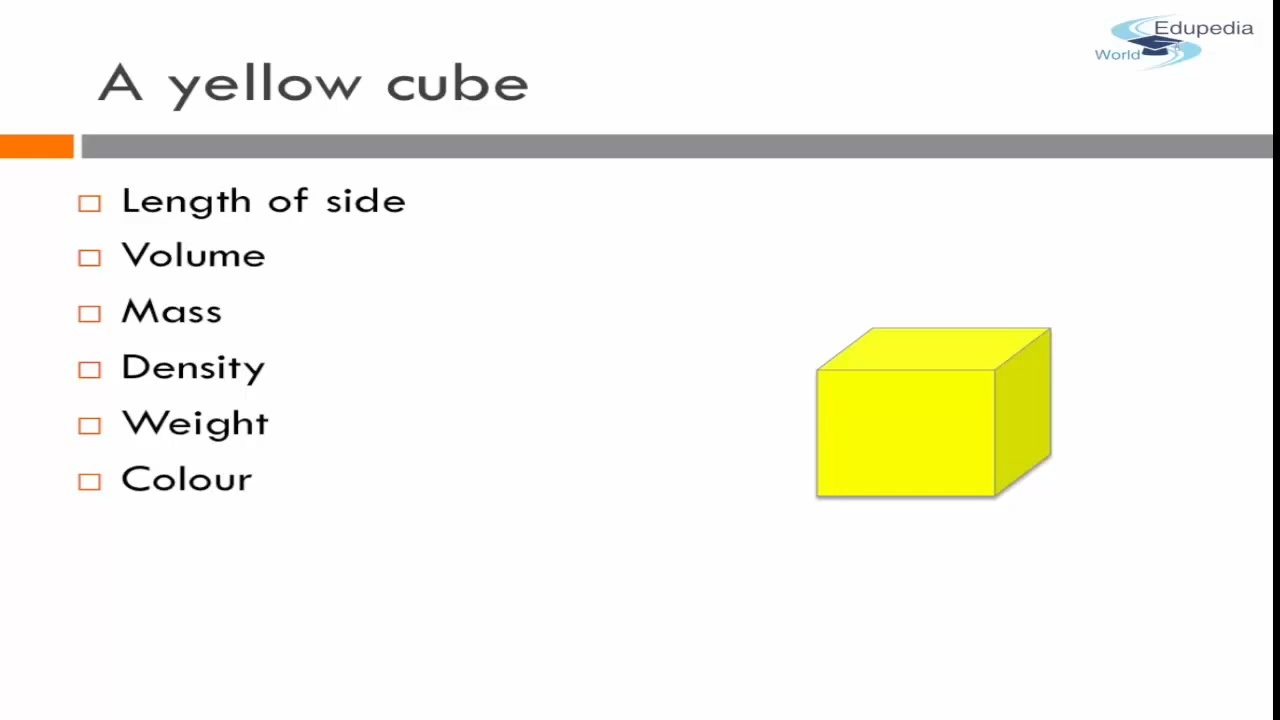 Edupedia
World
A yellow cube
Length of side
Volume
Mass
Density
Weight
Colour